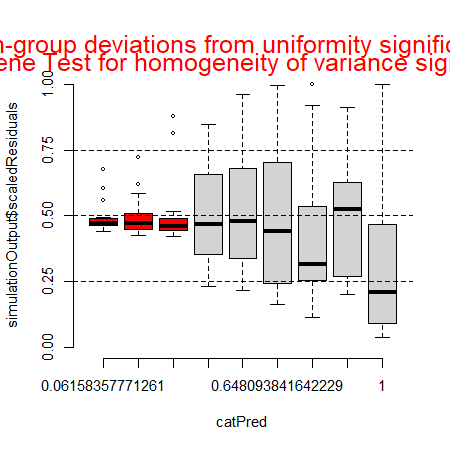 n-group deviations from uniformity signific
ene Test for homogeneity of variance sig
simulationOutput$scaledResiduals
1.00
0.75
0.50
0.25
0.00
0.06158357771261 0.648093841642229 1
catPred